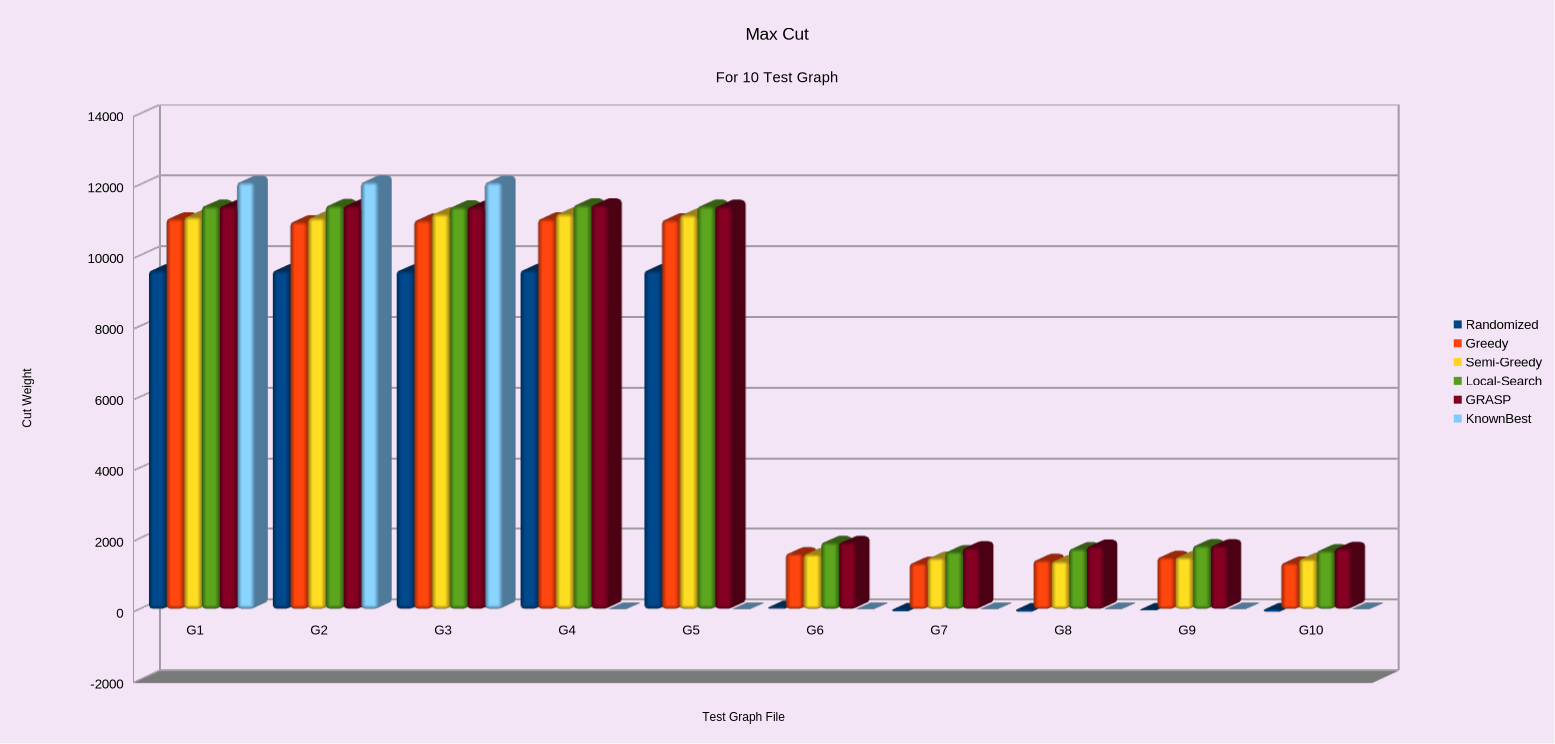 Max Cut
For 10 Test Graph
14000
12000
10000
8000
6000
4000
2000
0
-2000
Cut Weight
G1 G2 G3 G4 G5 G6 G7 G8 G9 G10
Test Graph File
Randomized
Greedy
Semi-Greedy
Local-Search
GRASP
KnownBest